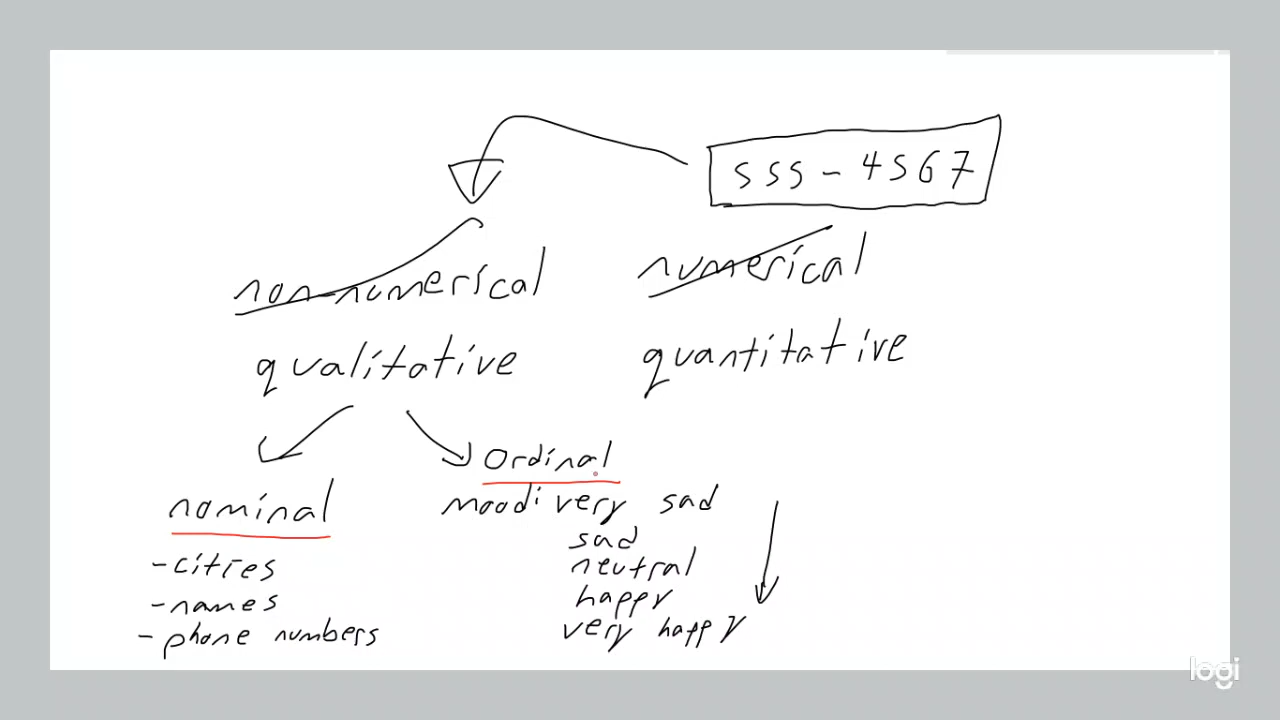 555-4567
non-numerical numerical
qualitative quantitative
nominal
- cities
- names
- phone numbers
Ordinal
mood: very sad
sad
neutral
happy
very happy
logi